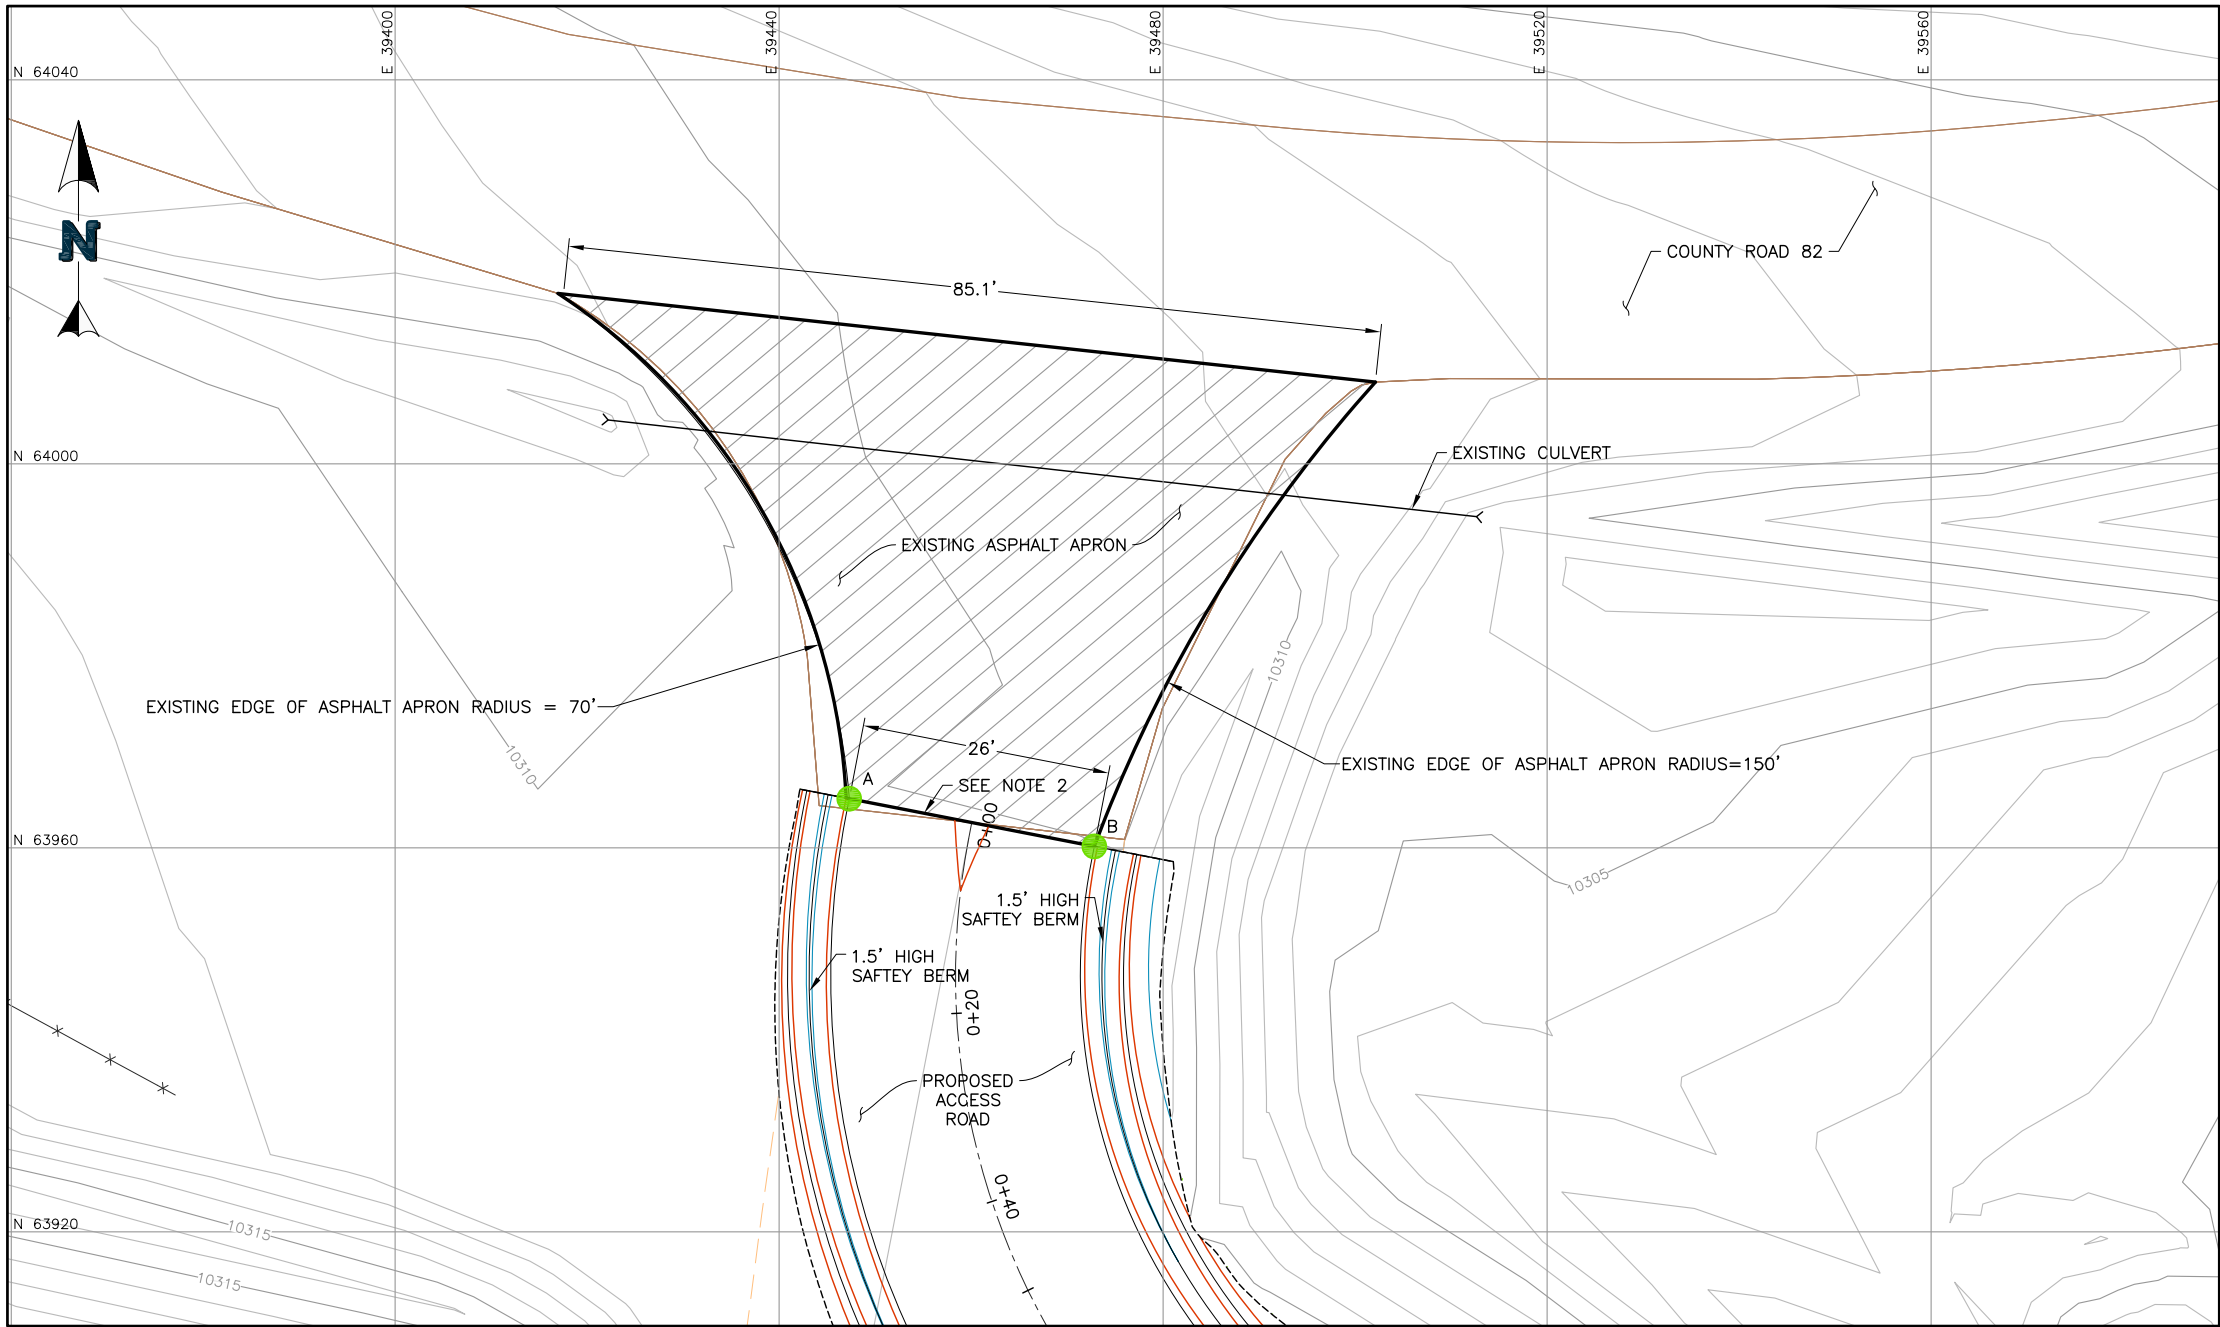 E 39400
E 39440
E 39480
E 39520
E 39560
N 64040
N
COUNTY ROAD 82
85.1'
N 64000
EXISTING CULVERT
EXISTING ASPHALT APRON
10310
EXISTING EDGE OF ASPHALT APRON RADIUS = 70'
10310
26'
EXISTING EDGE OF ASPHALT APRON RADIUS=150'
A
SEE NOTE 2
0+00
B
N 63960
10305
1.5' HIGH
SAFTEY BERM
1.5' HIGH
SAFTEY BERM
0+20
PROPOSED
ACCESS
ROAD
0+40
N 63920
10315
10315